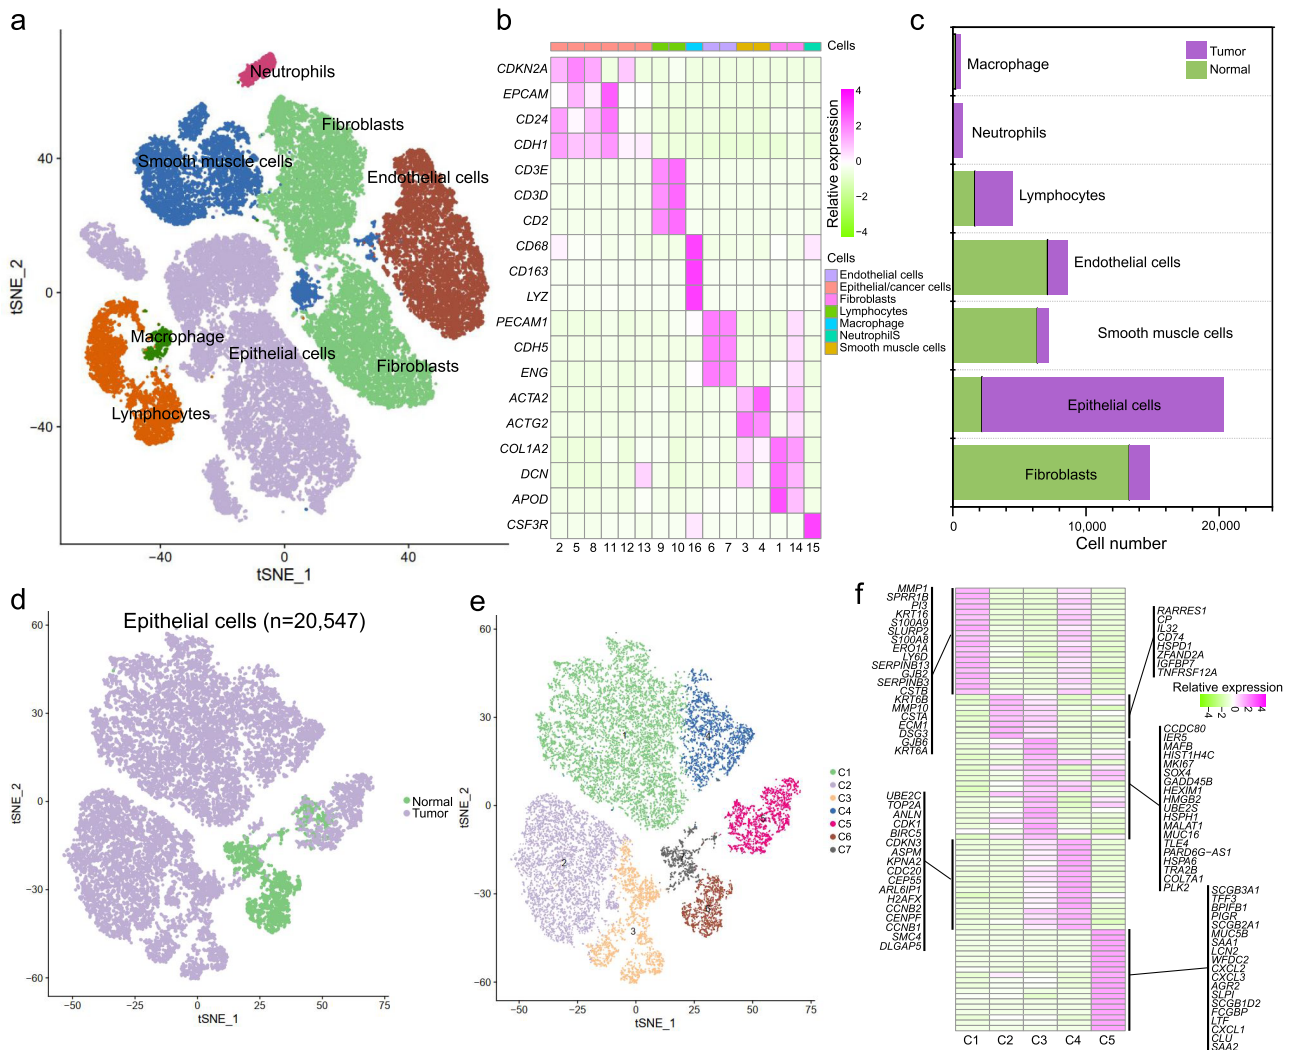 a
Neutrophils
Fibroblasts
Smooth muscle cells
Endothelial cells
Macrophage
Epithelial cells
Fibroblasts
Lymphocytes
40
0
−40
tSNE_2
−40
0
40
tSNE_1
b
Cells
CDKN2A
EPCAM
CD24
CDH1
CD3E
CD3D
CD2
CD68
CD163
LYZ
PECAM1
CDH5
ENG
ACTA2
ACTG2
COL1A2
DCN
APOD
CSF3R
2 5 8 11 12 13 9 10 16 6 7 3 4 1 14 15
Relative expression
4
2
0
−2
−4
Cells
Endothelial cells
Epithelial/cancer cells
Fibroblasts
Lymphocytes
Macrophage
NeutrophilS
Smooth muscle cells
c
Tumor
Normal
Macrophage
Neutrophils
Lymphocytes
Endothelial cells
Smooth muscle cells
Epithelial cells
Fibroblasts
0
10,000
20,000
Cell number
d
Epithelial cells (n=20,547)
60
30
0
−30
−60
tSNE_2
−50
−25
0
25
50
75
tSNE_1
Normal
Tumor
e
60
30
0
−30
−60
tSNE_2
−50
−25
0
25
50
75
tSNE_1
1
2
3
C1
C2
C3
C4
C5
C6
C7
f
MMP1
SPRR1B
PI3
KRT16
S100A9
SLURP2
S100A8
ERO1A
LY6D
SERPINB13
GJB2
SERPINB3
CSTB
KRT6B
MMP10
CSTA
ECM1
DSG3
GJB6
KRT6A
UBE2C
TOP2A
ANLN
CDK1
BIRC5
CDKN3
ASPM
KPNA2
CDC20
CEP55
ARL6IP1
H2AFX
CCNB2
CENPF
CCNB1
SMC4
DLGAP5
C1 C2 C3 C4 C5
RARRES1
CP
IL32
CD74
HSPD1
ZFAND2A
IGFBP7
TNFRSF12A
Relative expression
−4
−2
0
2
4
CCDC80
IER5
MAFB
HIST1H4C
MKI67
SOX4
GADD45B
HEXIM1
HMGB2
UBE2S
HSPH1
MALAT1
MUC16
TLE4
PARD6G−AS1
HSPA6
TRA2B
COL7A1
PLK2
SCGB3A1
TFF3
BPIFB1
PIGR
SCGB2A1
MUC5B
SAA1
LCN2
WFDC2
CXCL2
CXCL3
AGR2
SLPI
SCGB1D2
FCGBP
LTF
CXCL1
CLU
SAA2